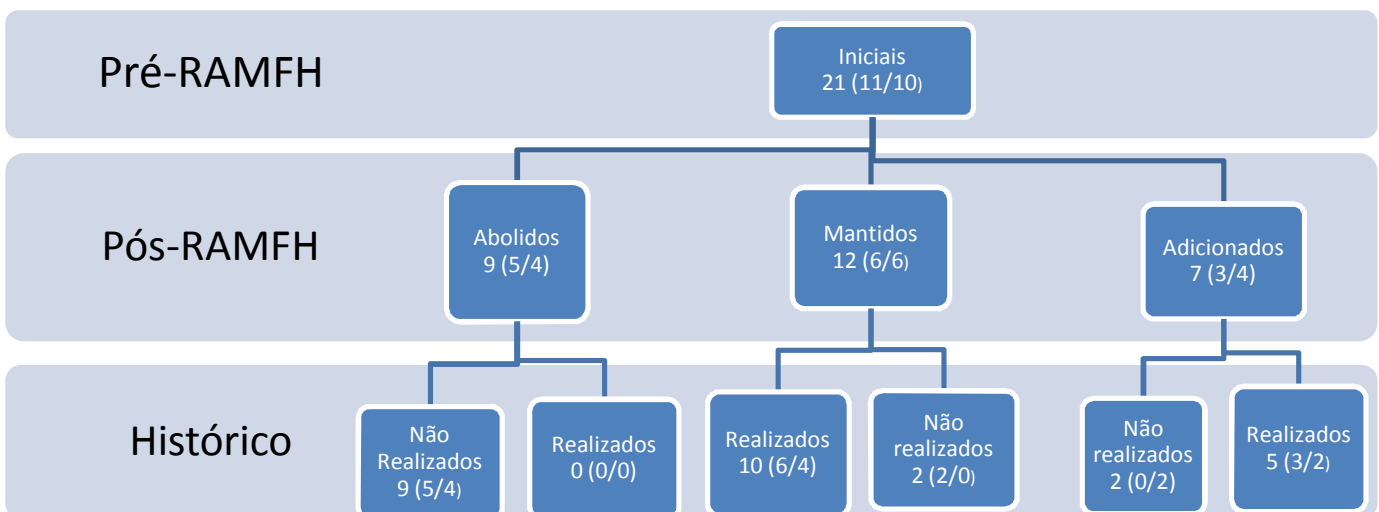 Pré-RAMFH
Iniciais
21 (11/10)
Pós-RAMFH
Abolidos
9 (5/4)
Mantidos
12 (6/6)
Adicionados
7 (3/4)
Histórico
Não
Realizados
9 (5/4)
Realizados
0 (0/0)
Realizados
10 (6/4)
Não
realizados
2 (2/0)
Não
realizados
2 (0/2)
Realizados
5 (3/2)